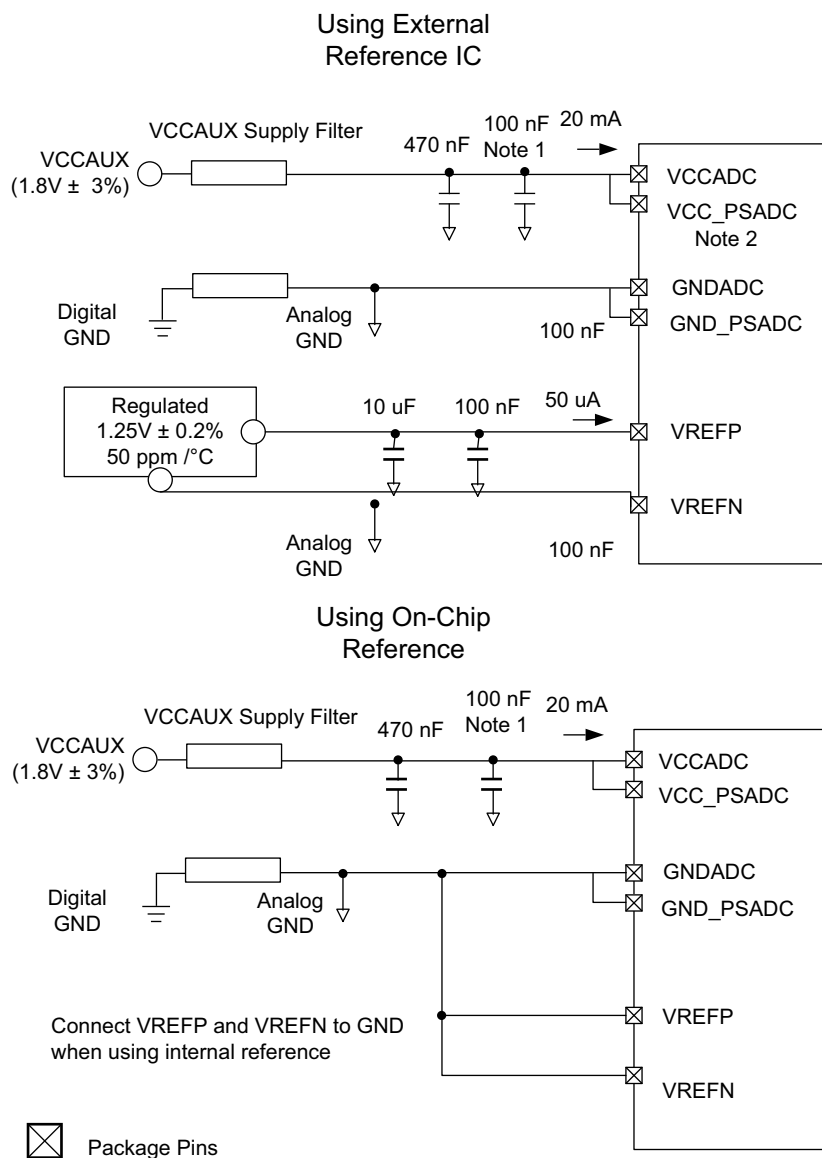 Using External
Reference IC
VCCAUX Supply Filter
470 nF
100 nF
Note 1
20 mA
VCCAUX
(1.8V ± 3%)
VCCADC
VCC_PSADC
Note 2
Digital
GND
Analog
GND
100 nF
GNDADC
GND_PSADC
Regulated
1.25V ± 0.2%
50 ppm /°C
10 uF
100 nF
50 uA
VREFP
VREFN
Analog
GND
100 nF
Using On-Chip
Reference
VCCAUX Supply Filter
470 nF
100 nF
Note 1
20 mA
VCCAUX
(1.8V ± 3%)
VCCADC
VCC_PSADC
Digital
GND
Analog
GND
GNDADC
GND_PSADC
Connect VREFP and VREFN to GND
when using internal reference
VREFP
VREFN
Package Pins